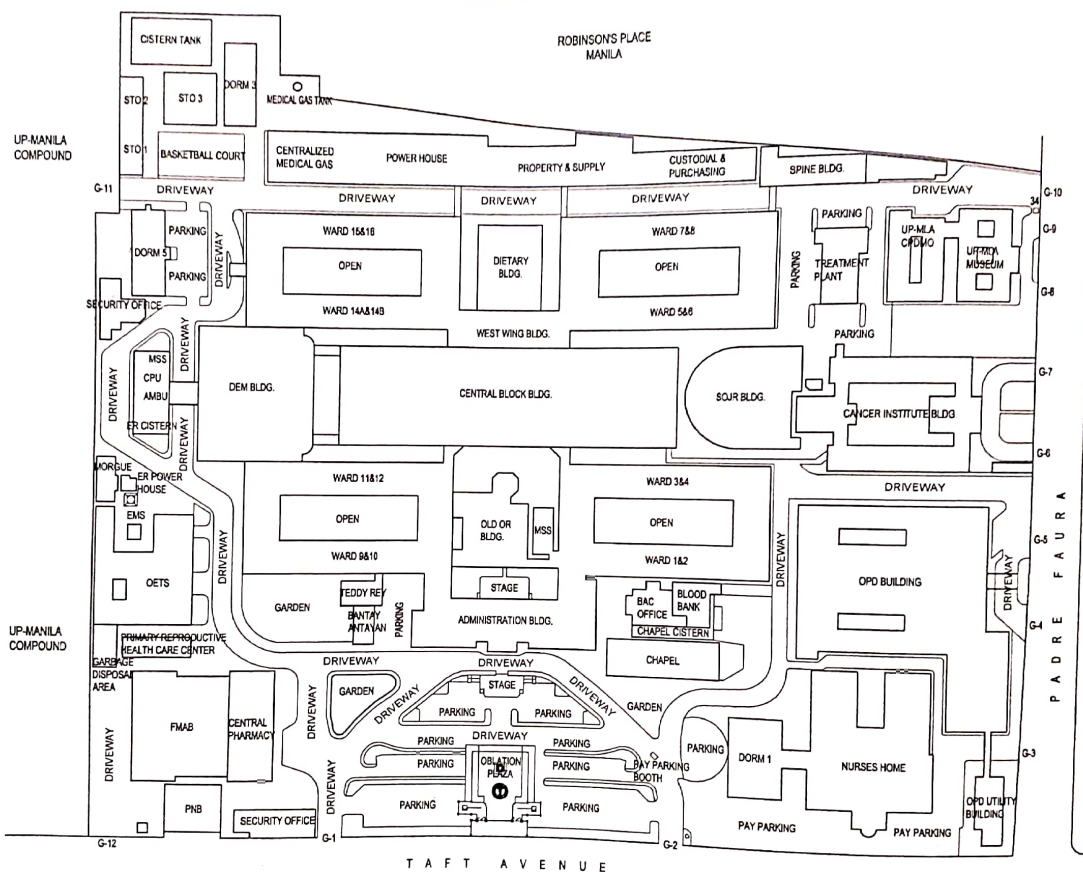 ROBINSON'S PLACE
MANILA
CISTERN TANK
DORM 3
STO 2
STO 3
MEDICAL GAS TANK
UP-MANILA
COMPOUND
STO 1
BASKETBALL COURT
CENTRALIZED
MEDICAL GAS
POWER HOUSE
PROPERTY & SUPPLY
CUSTODIAL &
PURCHASING
SPINE BLDG.
G-11
DRIVEWAY
DRIVEWAY
DRIVEWAY
DRIVEWAY
DRIVEWAY
G-10
34
G-9
PARKING
DORM 5
PARKING
DRIVEWAY
WARD 15&16
OPEN
WARD 14A&14B
DIETARY
BLDG.
WARD 7&8
OPEN
WARD 5&6
PARKING
PARKING
TREATMENT
PLANT
PARKING
UP-MLA
CPDMO
UP-MLA
MUSEUM
G-8
SECURITY OFFICE
WEST WING BLDG.
DRIVEWAY
DRIVEWAY
MSS
CPU
AMBU
ER CISTERN
DRIVEWAY
DEM BLDG.
CENTRAL BLOCK BLDG.
SOJR BLDG.
CANCER INSTITUTE BLDG
G-7
G-6
MORGUE
ER POWER
HOUSE
EMS
OETS
DRIVEWAY
WARD 11&12
OPEN
WARD 9&10
OLD OR
BLDG.
MSS
WARD 3&4
OPEN
WARD 1&2
DRIVEWAY
DRIVEWAY
OPD BUILDING
G-5
DRIVEWAY
G-4
PADRE FAURA
STAGE
GARDEN
TEDDY REY
BANTAY
ANTAYAN
PARKING
ADMINISTRATION BLDG.
BAC
OFFICE
BLOOD
BANK
CHAPEL CISTERN
CHAPEL
UP-MANILA
COMPOUND
PRIMARY REPRODUCTIVE
HEALTH CARE CENTER
GARBAGE
DISPOSAL
AREA
DRIVEWAY
DRIVEWAY
GARDEN
DRIVEWAY
DRIVEWAY
STAGE
PARKING
PARKING
DRIVEWAY
GARDEN
FMAB
CENTRAL
PHARMACY
DRIVEWAY
DRIVEWAY
PARKING
DRIVEWAY
PARKING
PARKING
OBLATION
PLAZA
PARKING
PAY PARKING
BOOTH
PARKING
DORM 1
NURSES HOME
G-3
DRIVEWAY
PNB
SECURITY OFFICE
PARKING
PARKING
PAY PARKING
PAY PARKING
OPD UTILITY
BUILDING
G-12
G-1
G-2
TAFT AVENUE